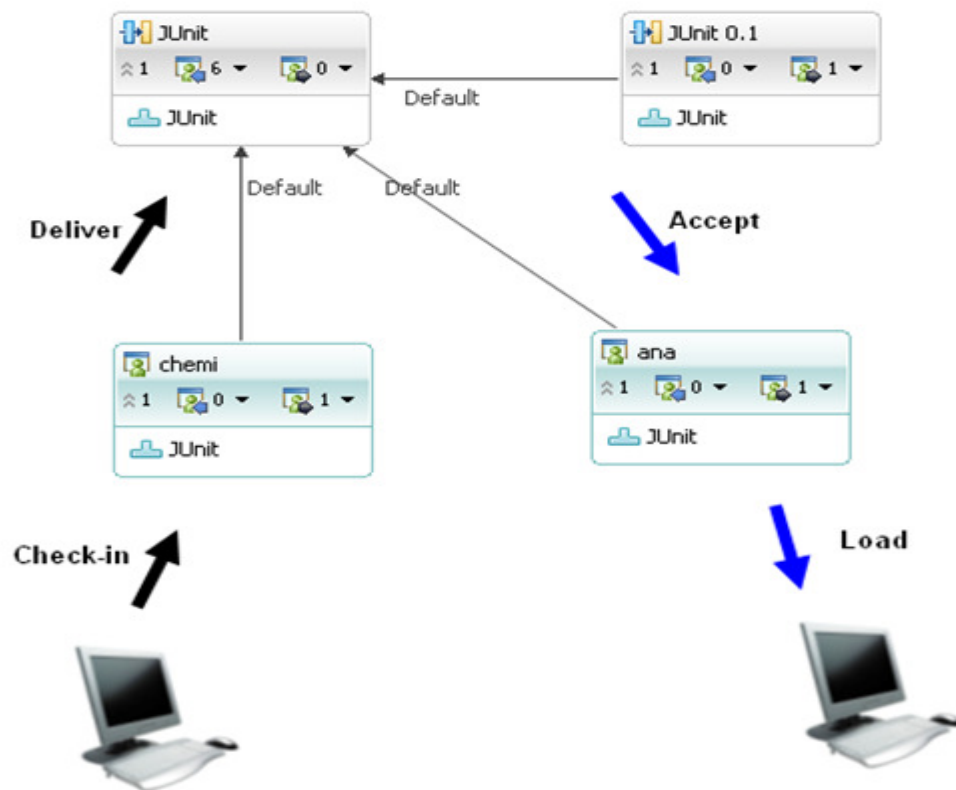 JUnit
1 6 0
JUnit
JUnit 0.1
1 0 1
JUnit
Default
Default
Default
Deliver
Accept
chemi
1 0 1
JUnit
ana
1 0 1
JUnit
Check-in
Load